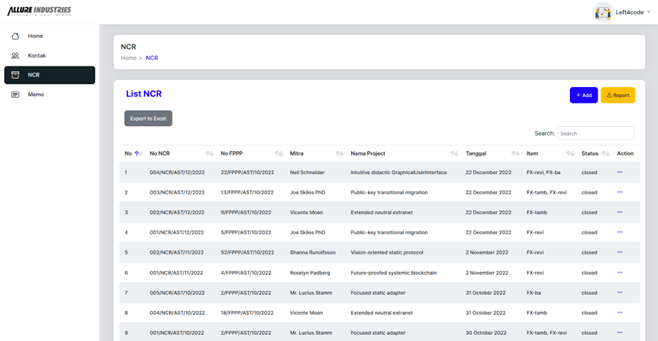 ALLURE INDUSTRIES
Left4code
Home
Kontak
NCR
Memo
NCR
Home > NCR
List NCR
+ Add
Report
Export to Excel
Search: Search
No No NCR No FPPP Mitra Nama Project Tanggal Item Status Action
1 004/NCR/AST/12/2022 22/FPPP/AST/10/2022 Neil Schneider Intuitive didactic GraphicalUserInterface 22 December 2022 FX-revi, FX-ba closed
2 003/NCR/AST/12/2022 13/FPPP/AST/10/2022 Joe Skiles PhD Public-key transitional migration 22 December 2022 FX-tamb, FX-revi closed
3 002/NCR/AST/12/2022 9/FPPP/AST/10/2022 Vicente Moen Extended neutral extranet 22 December 2022 FX-tamb closed
4 001/NCR/AST/12/2022 5/FPPP/AST/10/2022 Joe Skiles PhD Public-key transitional migration 22 December 2022 FX-revi closed
5 002/NCR/AST/11/2022 52/FPPP/AST/10/2022 Shanna Runolfsson Vision-oriented static protocol 2 November 2022 FX-revi closed
6 001/NCR/AST/11/2022 4/FPPP/AST/10/2022 Roselyn Padberg Future-proofed systemic blockchain 2 November 2022 FX-revi closed
7 005/NCR/AST/10/2022 2/FPPP/AST/10/2022 Mr. Lucius Stamm Focused static adapter 31 October 2022 FX-ba closed
8 004/NCR/AST/10/2022 18/FPPP/AST/10/2022 Vicente Moen Extended neutral extranet 31 October 2022 FX-tamb closed
9 001/NCR/AST/10/2022 2/FPPP/AST/10/2022 Mr. Lucius Stamm Focused static adapter 30 October 2022 FX-tamb, FX-revi closed